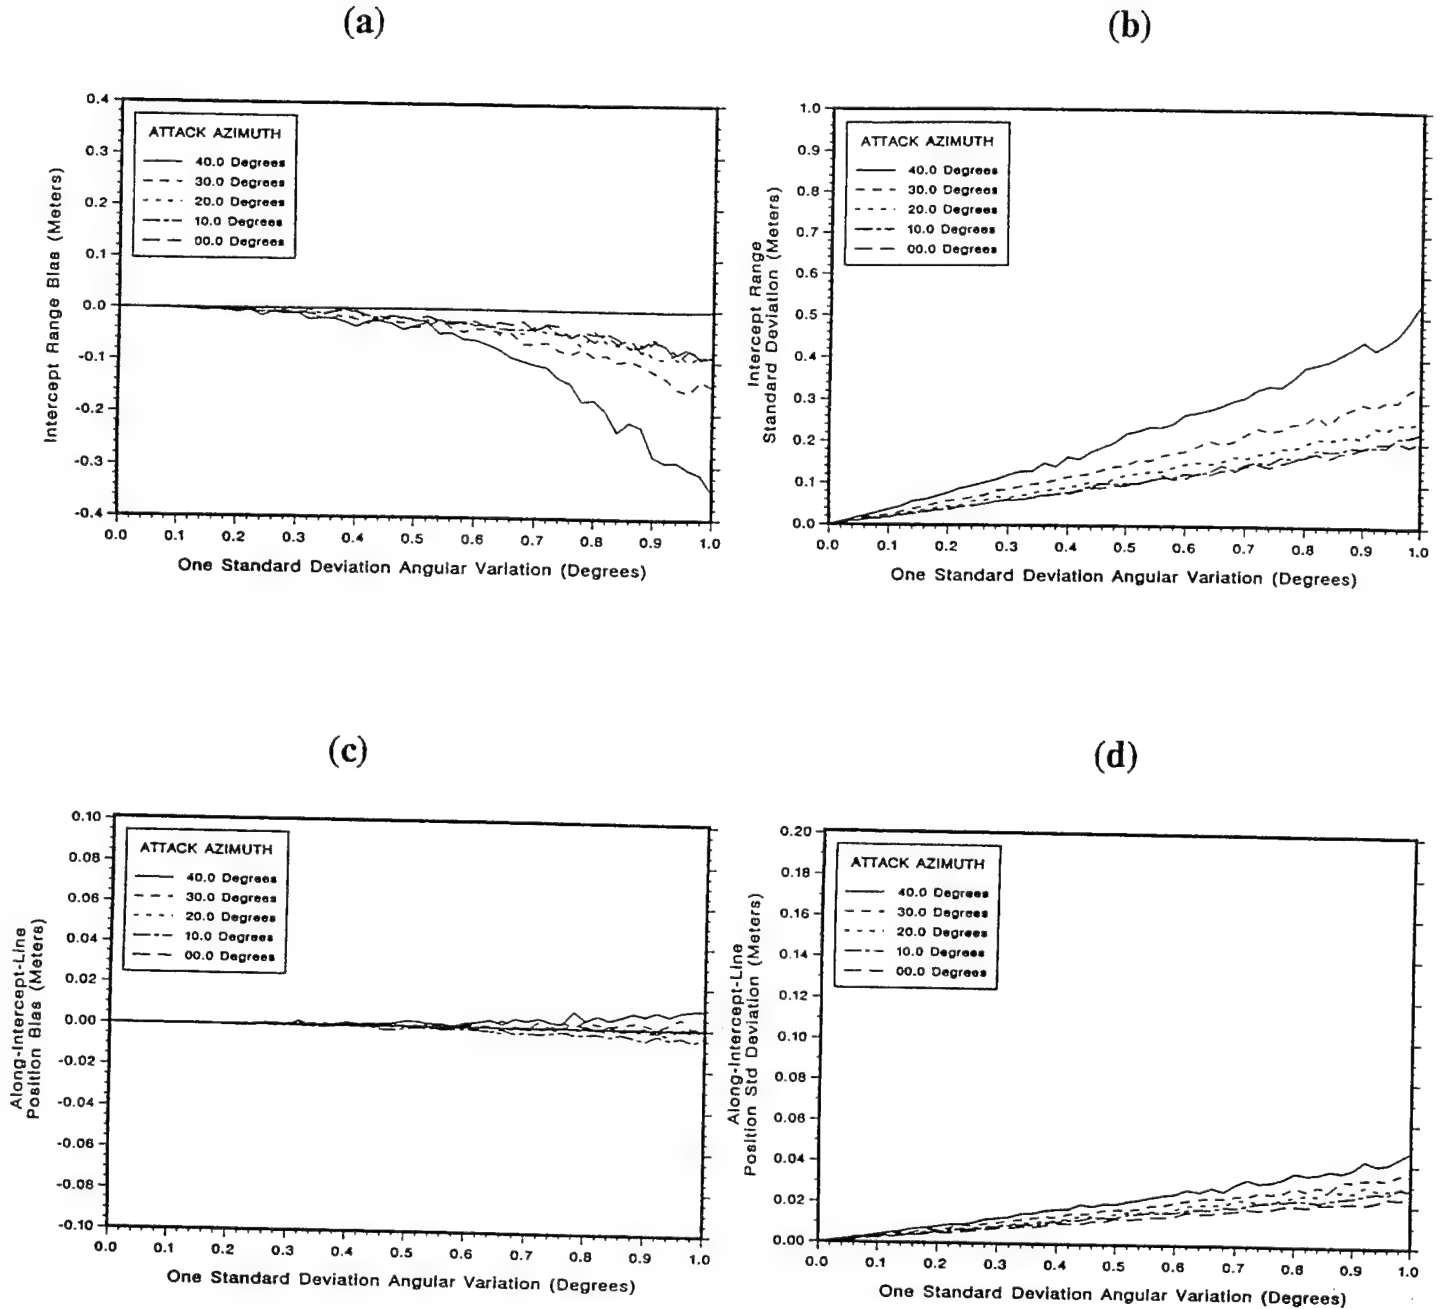 (a)
0.4
0.3
0.2
0.1
0.0
-0.1
-0.2
-0.3
-0.4
Intercept Range Bias (Meters)
ATTACK AZIMUTH
40.0 Degrees
30.0 Degrees
20.0 Degrees
10.0 Degrees
00.0 Degrees
0.0 0.1 0.2 0.3 0.4 0.5 0.6 0.7 0.8 0.9 1.0
One Standard Deviation Angular Variation (Degrees)
(b)
1.0
0.9
0.8
0.7
0.6
0.5
0.4
0.3
0.2
0.1
0.0
Intercept Range
Standard Deviation (Meters)
ATTACK AZIMUTH
40.0 Degrees
30.0 Degrees
20.0 Degrees
10.0 Degrees
00.0 Degrees
0.0 0.1 0.2 0.3 0.4 0.5 0.6 0.7 0.8 0.9 1.0
One Standard Deviation Angular Variation (Degrees)
(c)
0.10
0.08
0.06
0.04
0.02
0.00
-0.02
-0.04
-0.06
-0.08
-0.10
Along-Intercept-Line
Position Bias (Meters)
ATTACK AZIMUTH
40.0 Degrees
30.0 Degrees
20.0 Degrees
10.0 Degrees
00.0 Degrees
0.0 0.1 0.2 0.3 0.4 0.5 0.6 0.7 0.8 0.9 1.0
One Standard Deviation Angular Variation (Degrees)
(d)
0.20
0.18
0.16
0.14
0.12
0.10
0.08
0.06
0.04
0.02
0.00
Along-Intercept-Line
Position Std Deviation (Meters)
ATTACK AZIMUTH
40.0 Degrees
30.0 Degrees
20.0 Degrees
10.0 Degrees
00.0 Degrees
0.0 0.1 0.2 0.3 0.4 0.5 0.6 0.7 0.8 0.9 1.0
One Standard Deviation Angular Variation (Degrees)